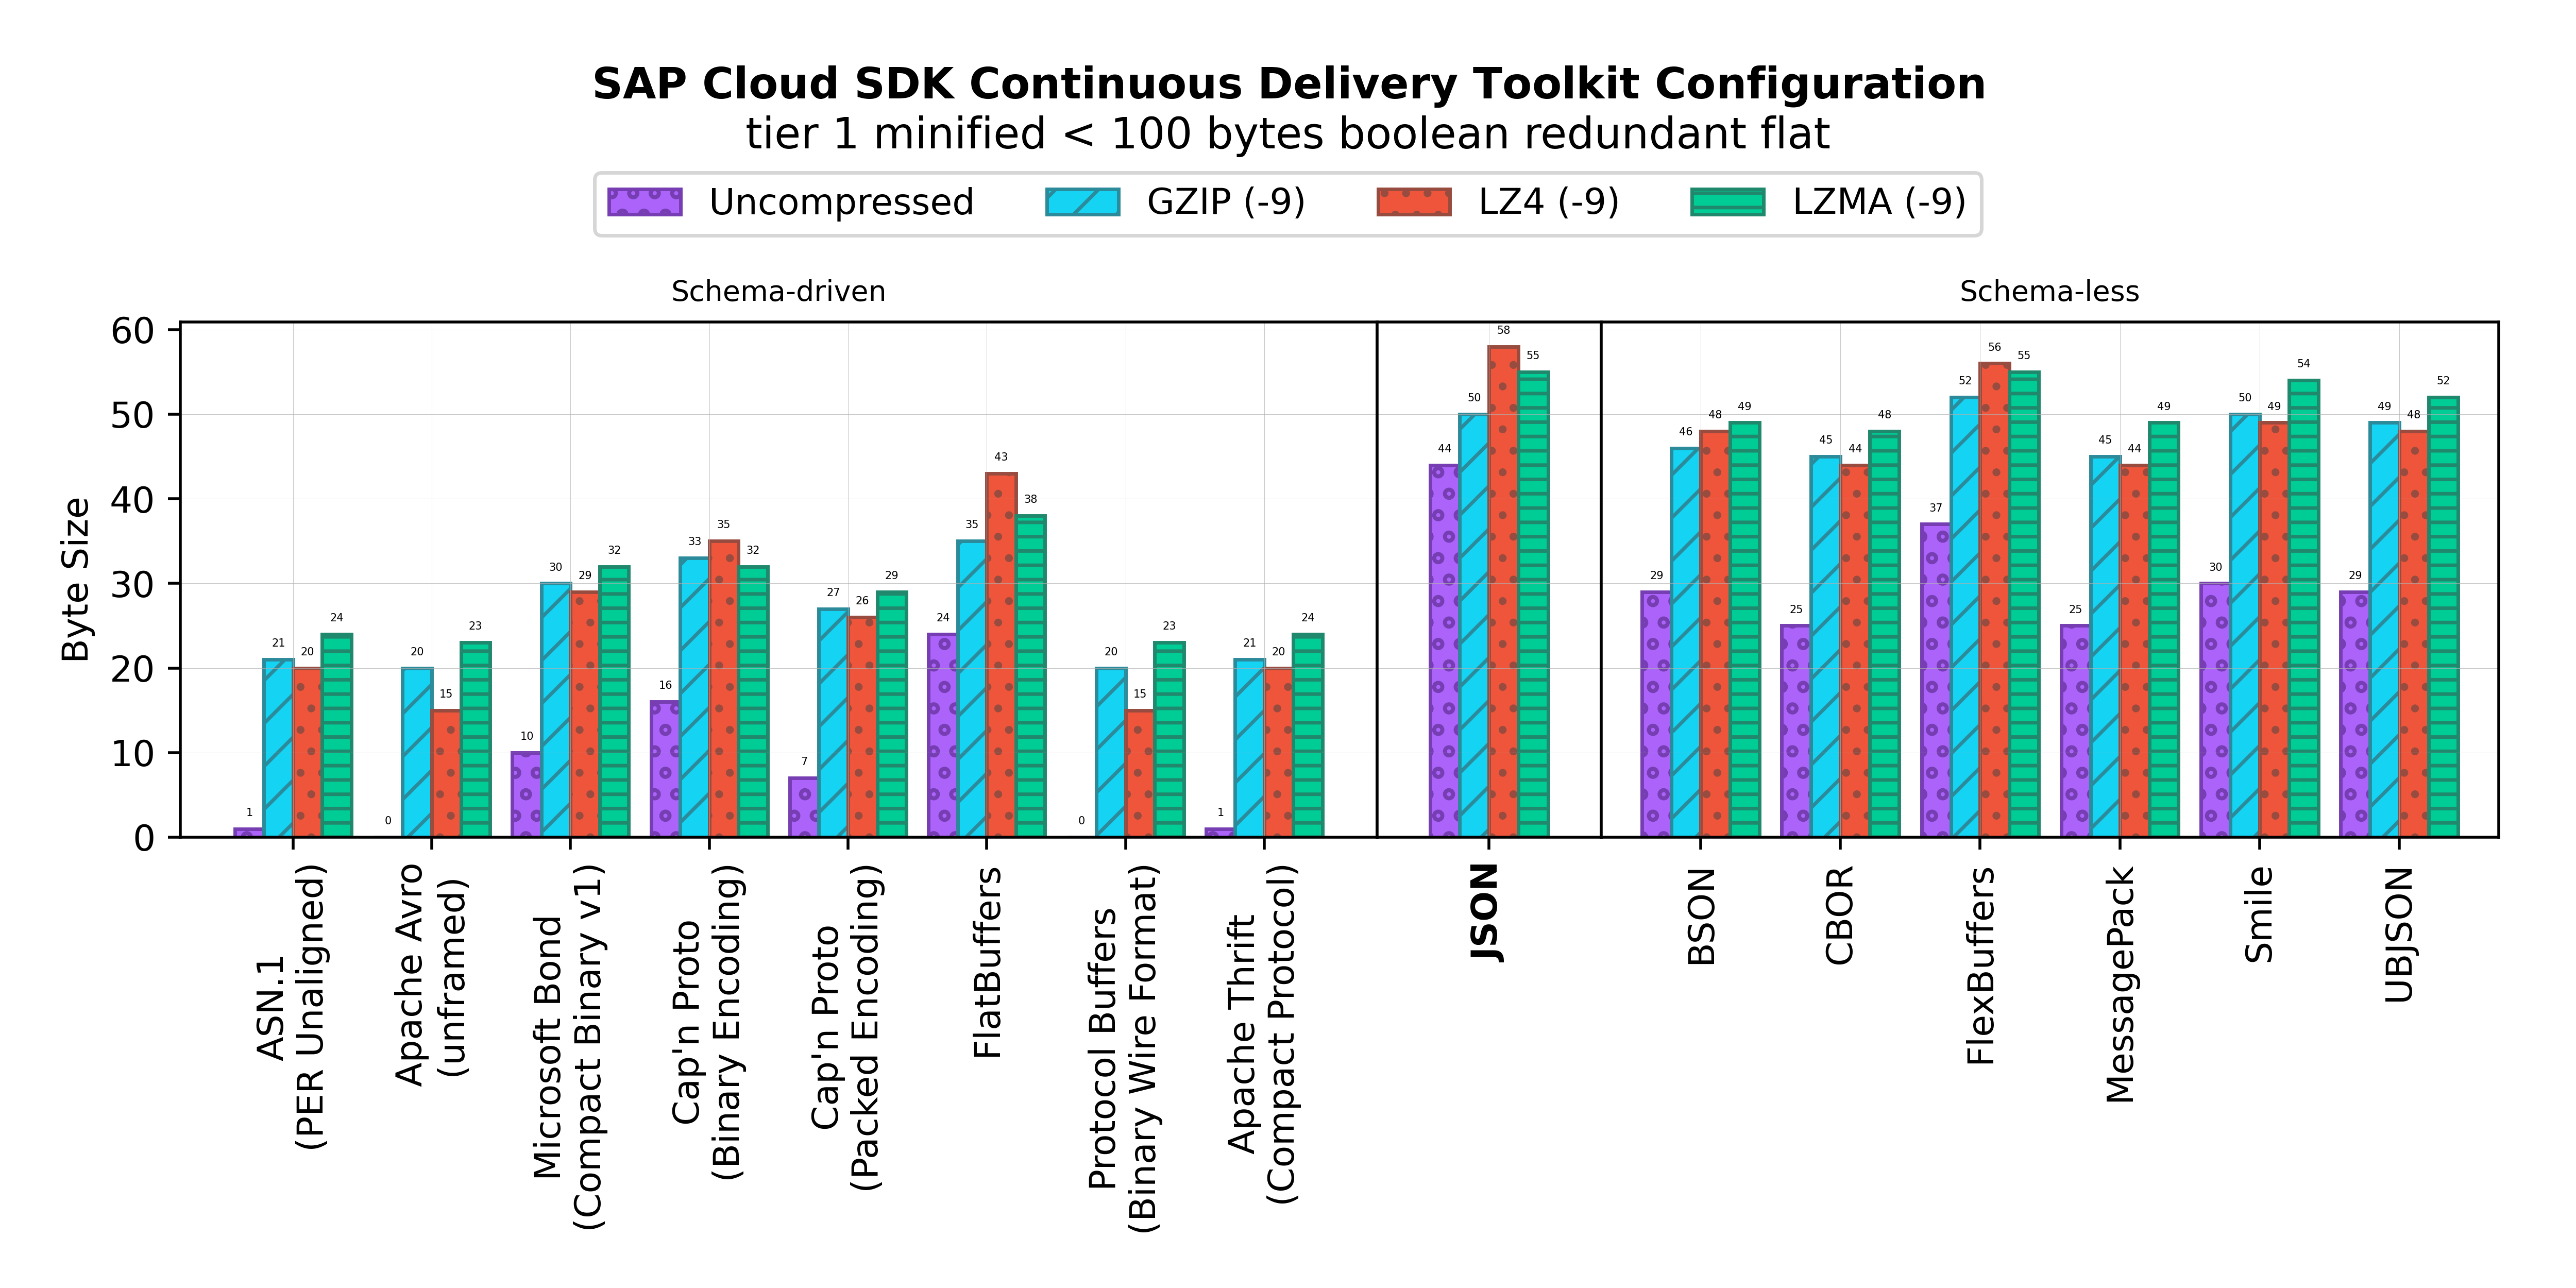 SAP Cloud SDK Continuous Delivery Toolkit Configuration
tier 1 minified < 100 bytes boolean redundant flat
Uncompressed GZIP (-9) LZ4 (-9) LZMA (-9)
Schema-driven Schema-less
Byte Size
60
50
40
30
20
10
0
1 21 20 24
0 20 15 23
10 30 29 32
16 33 35 32
7 27 26 29
24 35 43 38
0 20 15 23
1 21 20 24
44 50 58 55
29 46 48 49
25 45 44 48
37 52 56 55
25 45 44 49
30 50 49 54
29 49 48 52
ASN.1
(PER Unaligned)
Apache Avro
(unframed)
Microsoft Bond
(Compact Binary v1)
Cap'n Proto
(Binary Encoding)
Cap'n Proto
(Packed Encoding)
FlatBuffers
Protocol Buffers
(Binary Wire Format)
Apache Thrift
(Compact Protocol)
JSON
BSON
CBOR
FlexBuffers
MessagePack
Smile
UBJSON